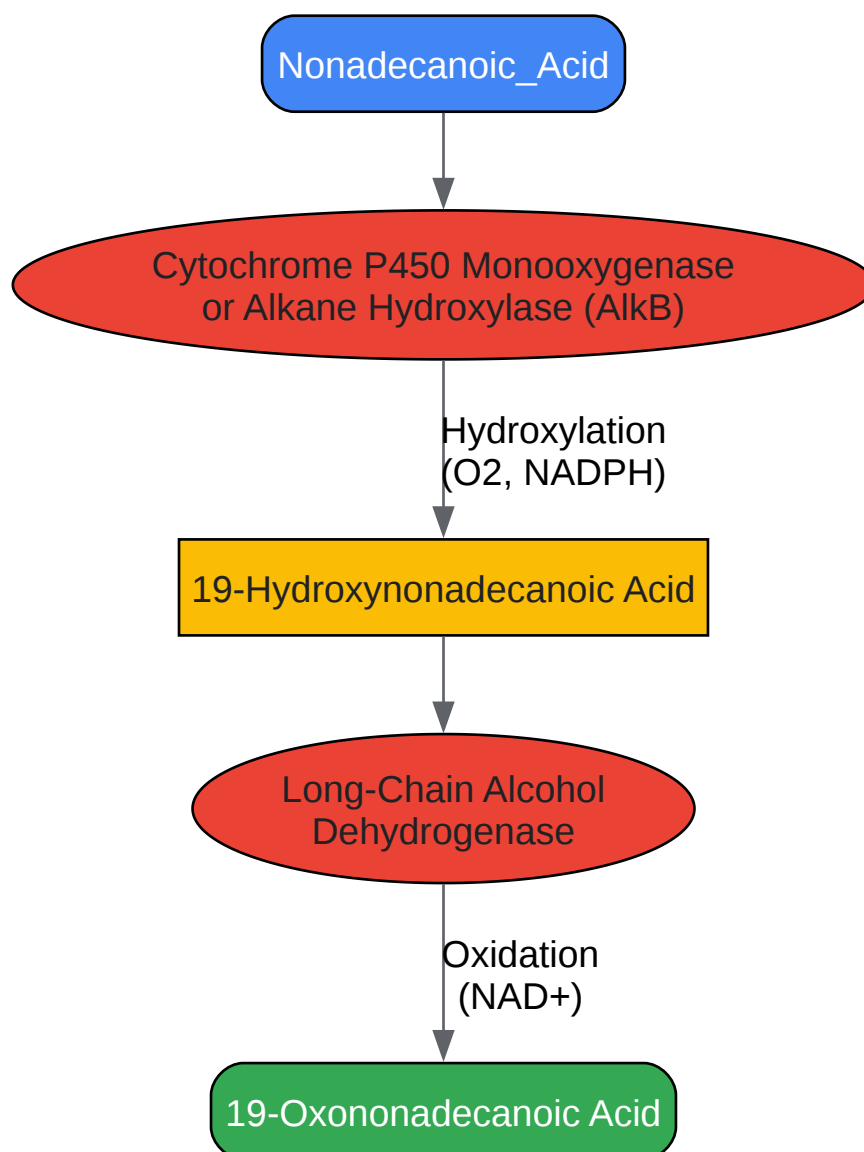 Nonadecanoic_Acid
Cytochrome P450 Monooxygenase
or Alkane Hydroxylase (AlkB)
Hydroxylation
(O2, NADPH)
19-Hydroxynonadecanoic Acid
Long-Chain Alcohol
Dehydrogenase
Oxidation
(NAD+)
19-Oxononadecanoic Acid